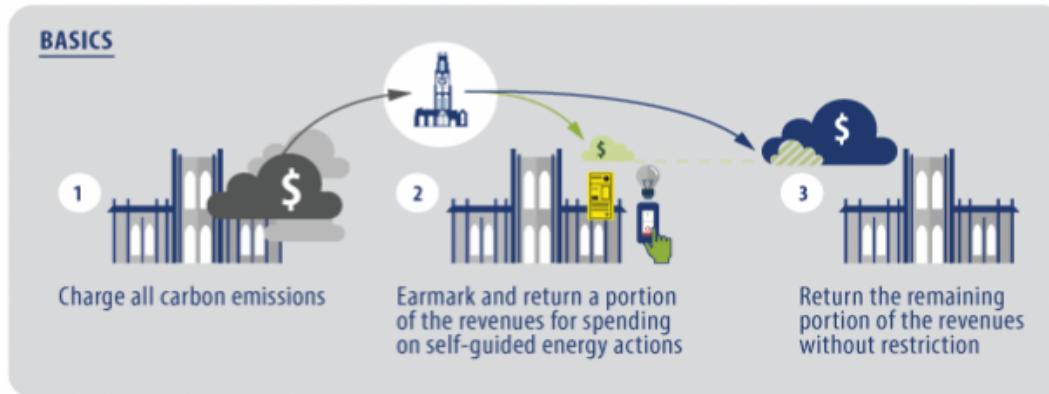 BASICS
$
$
$
1
2
3
Charge all carbon emissions
Earmark and return a portion
of the revenues for spending
on self-guided energy actions
Return the remaining
portion of the revenues
without restriction